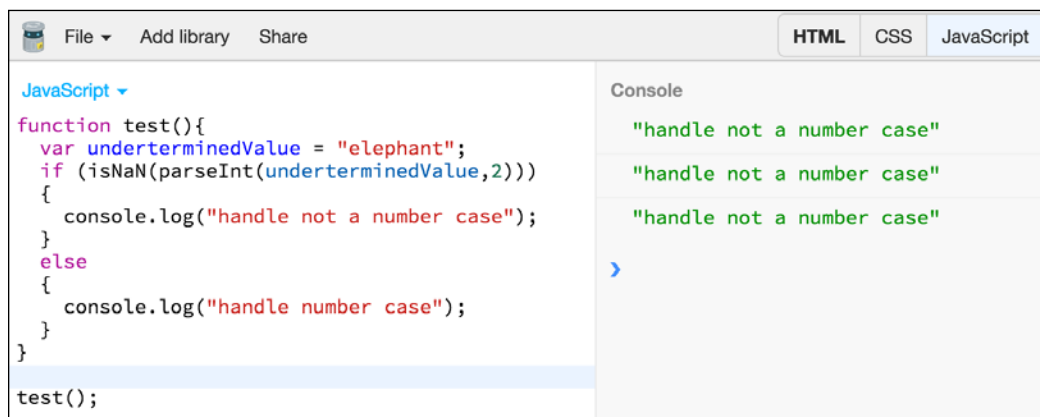 File Add library Share HTML CSS JavaScript
JavaScript
function test(){
  var underterminedValue = "elephant";
  if (isNaN(parseInt(underterminedValue,2)))
  {
    console.log("handle not a number case");
  }
  else
  {
    console.log("handle number case");
  }
}
test();
Console
"handle not a number case"
"handle not a number case"
"handle not a number case"